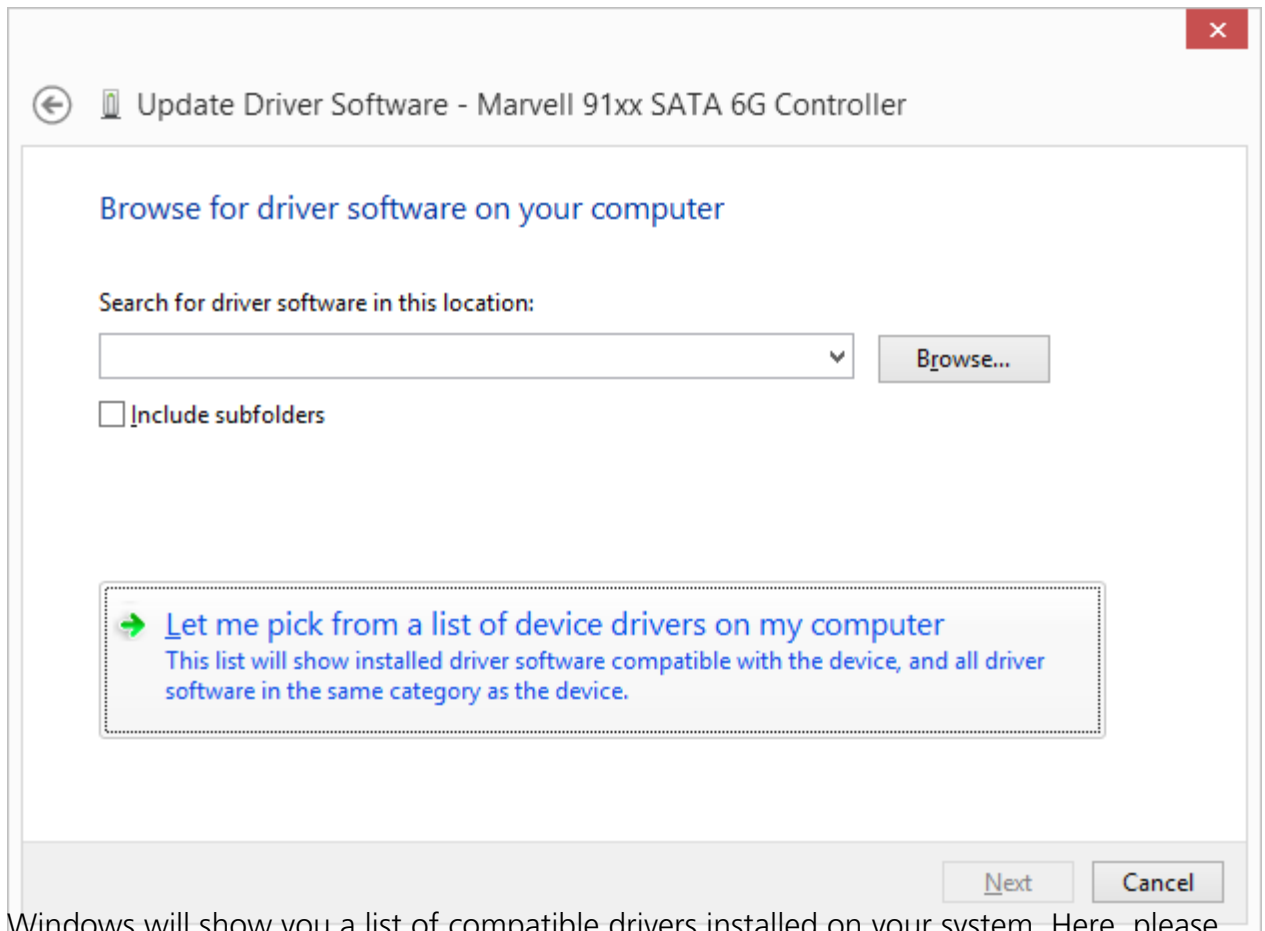 Update Driver Software - Marvell 91xx SATA 6G Controller
Browse for driver software on your computer
Search for driver software in this location:
Browse...
Include subfolders
Let me pick from a list of device drivers on my computer
This list will show installed driver software compatible with the device, and all driver
software in the same category as the device.
Next
Cancel
Windows will show you a list of compatible drivers installed on your system. Here, please